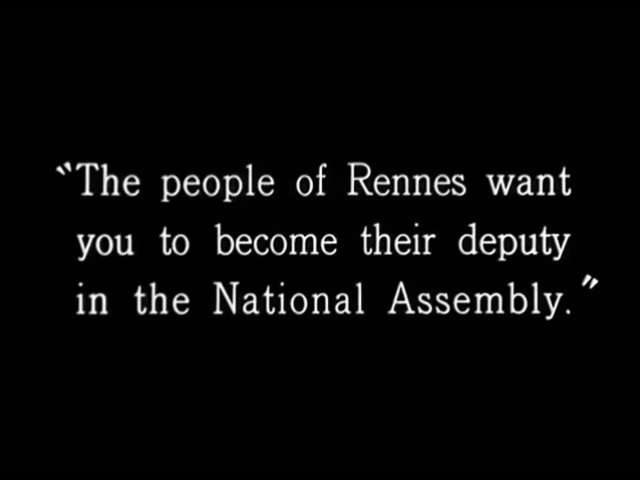 "The people of Rennes want
you to become their deputy
in the National Assembly."